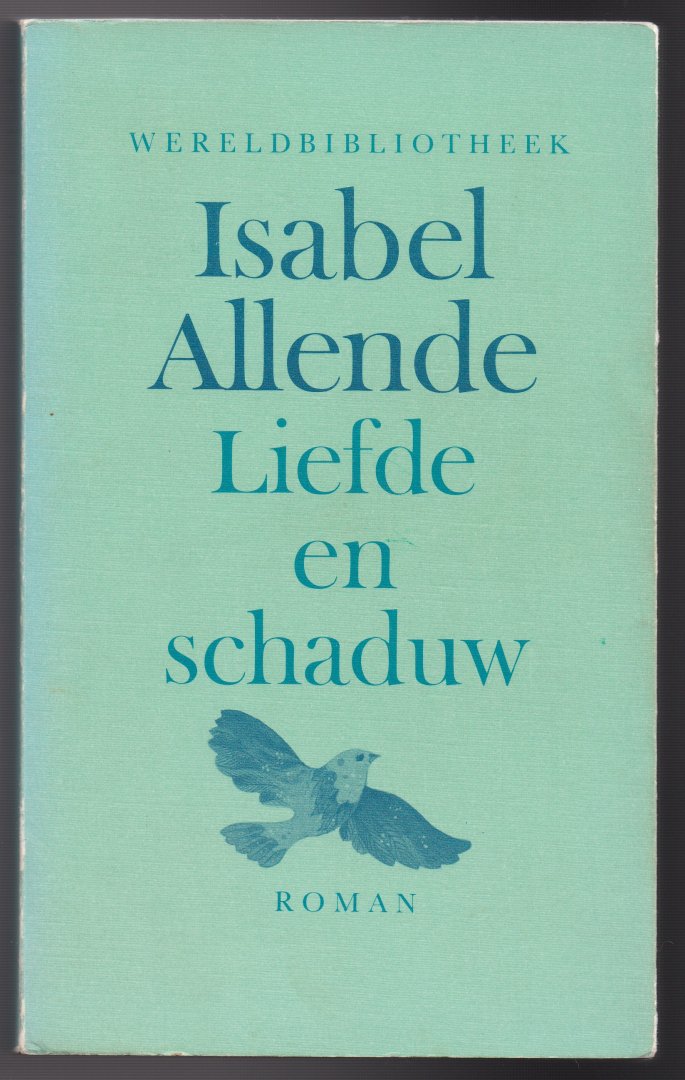 WERELDBIBLIOTHEEK
Isabel
Allende
Liefde
en
schaduw
ROMAN